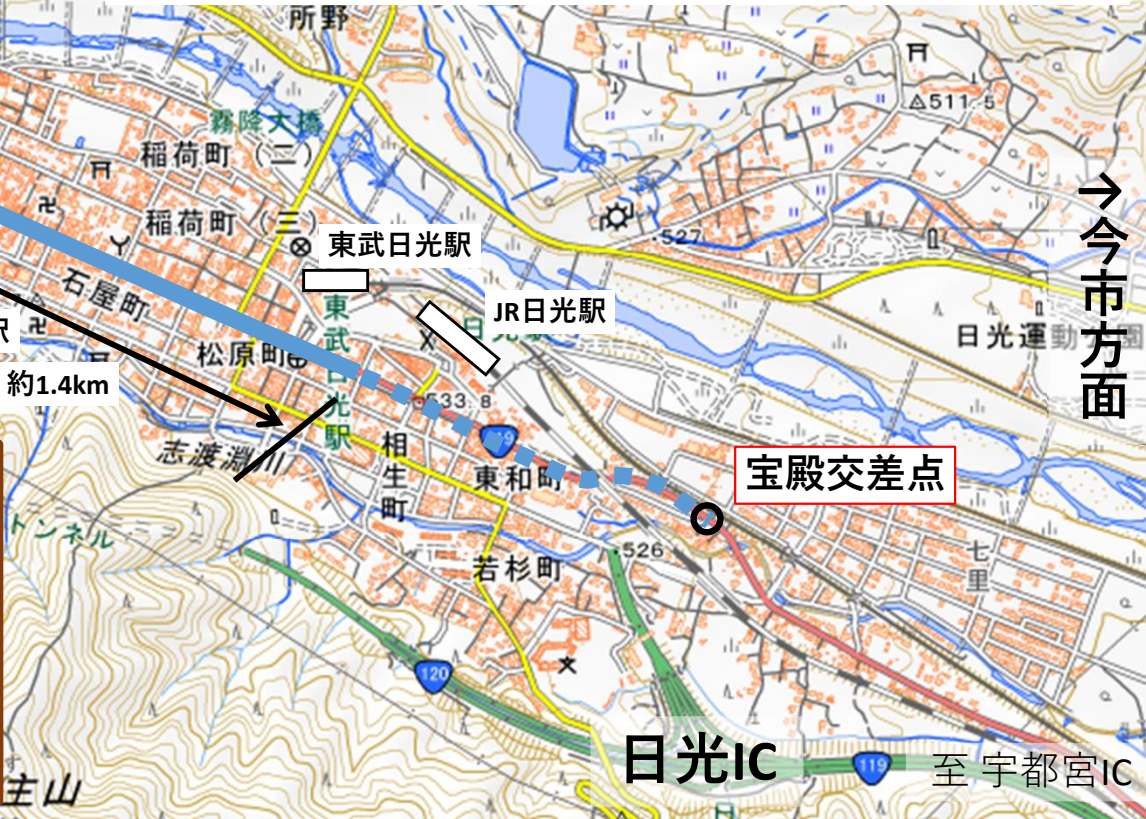 所野
霧降大橋
稲荷町（二）
511.5
→今市方面
稲荷町（三）
527
東武日光駅
石屋町
JR日光駅
東武日光駅
日光運動公園
駅
松原町
約1.4km
533.8
119
志渡淵川
相生町
東和町
宝殿交差点
トンネル
526
七里
若杉町
120
日光IC
119
至 宇都宮IC
主山